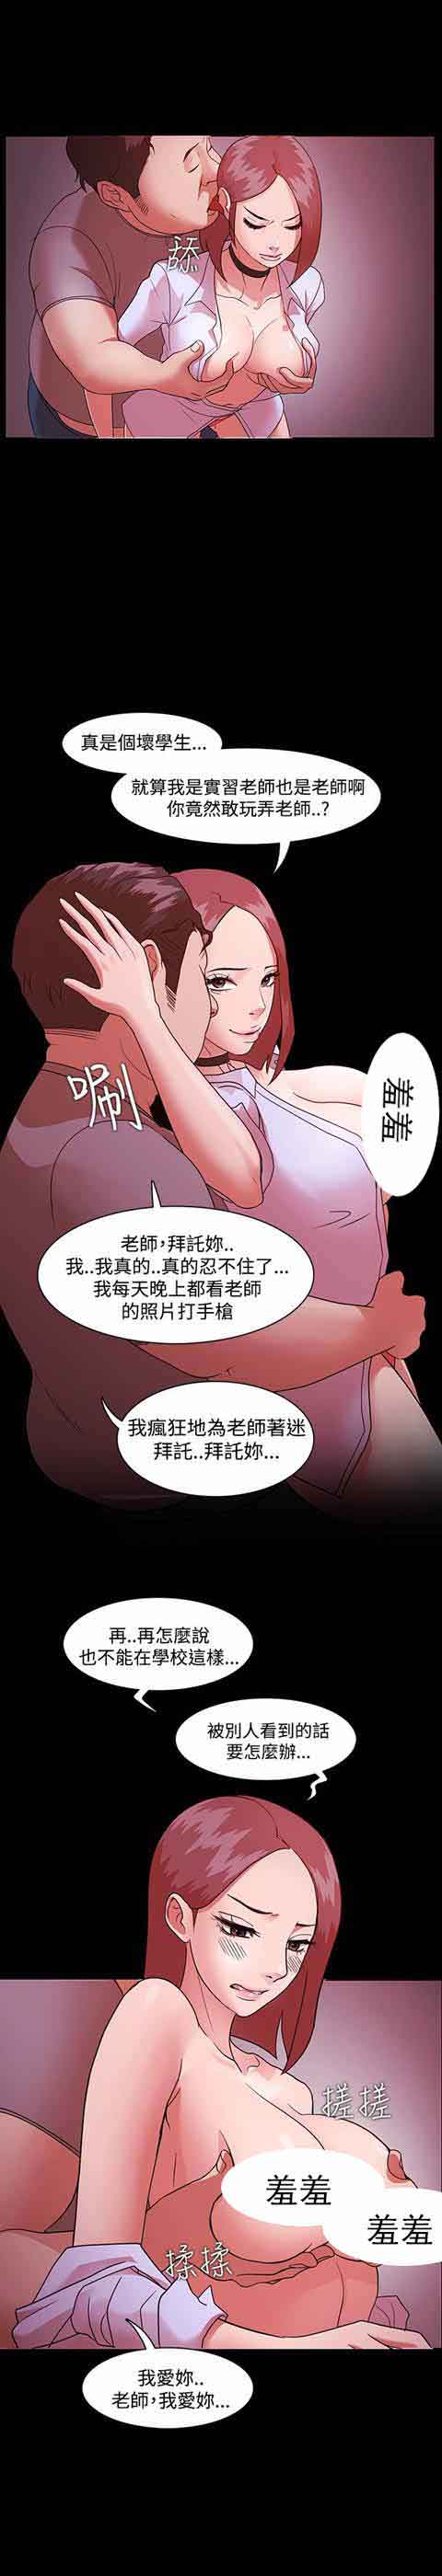 舔
真是個壞學生...
就算我是實習老師也是老師啊
你竟然敢玩弄老師..?
羞羞
唰
老師,拜託妳..
我..我真的..真的忍不住了...
我每天晚上都看老師
的照片打手槍
我瘋狂地為老師著迷
拜託..拜託妳...
再..再怎麼說
也不能在學校這樣...
被別人看到的話
要怎麼辦...
搓搓
羞羞
羞羞
揉揉
我愛妳..
老師,我愛妳...